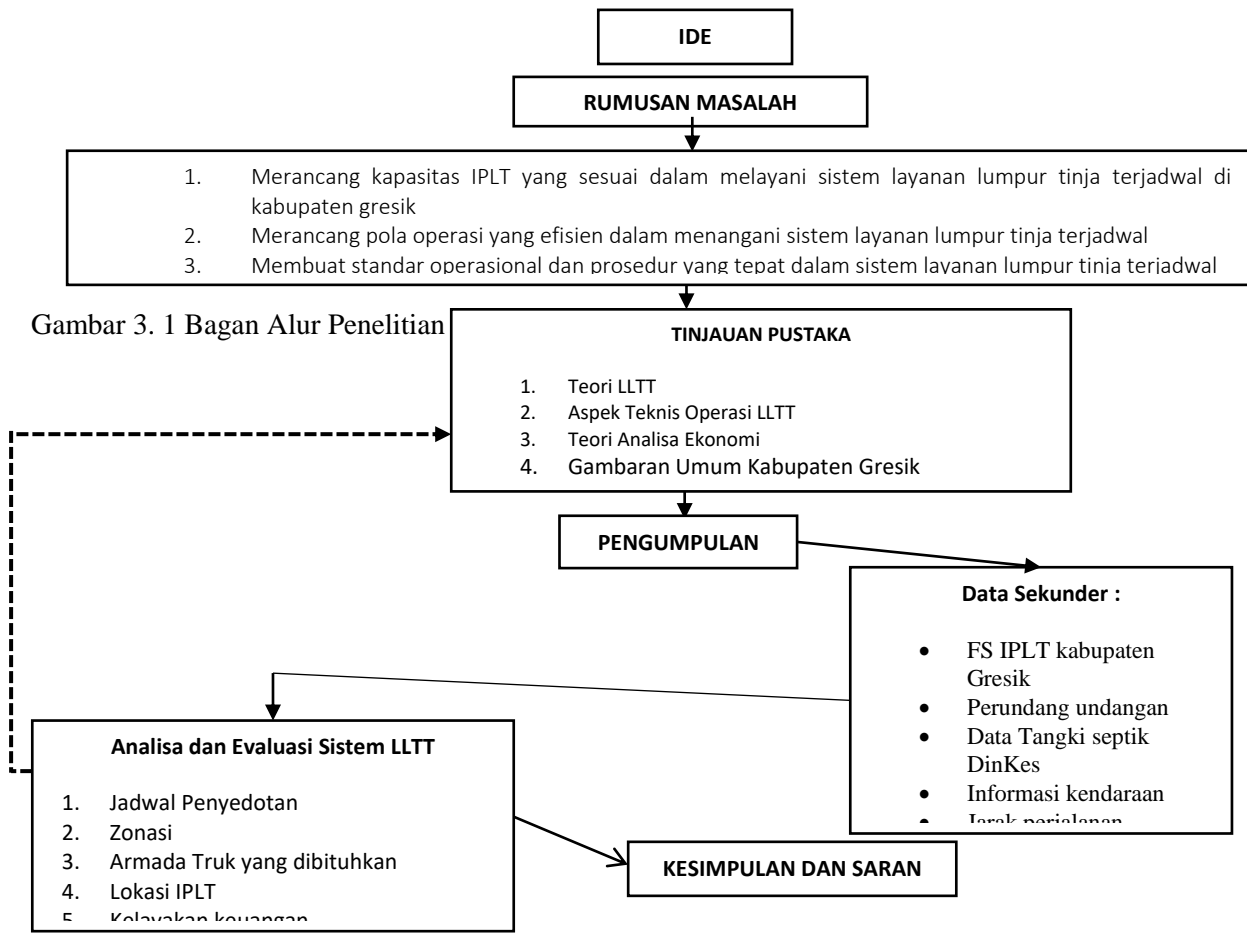 IDE
RUMUSAN MASALAH
1. Merancang kapasitas IPLT yang sesuai dalam melayani sistem layanan lumpur tinja terjadwal di
kabupaten gresik
2. Merancang pola operasi yang efisien dalam menangani sistem layanan lumpur tinja terjadwal
3. Membuat standar operasional dan prosedur yang tepat dalam sistem layanan lumpur tinja terjadwal
Gambar 3. 1 Bagan Alur Penelitian
TINJAUAN PUSTAKA
1. Teori LLTT
2. Aspek Teknis Operasi LLTT
3. Teori Analisa Ekonomi
4. Gambaran Umum Kabupaten Gresik
PENGUMPULAN
Data Sekunder :
• FS IPLT kabupaten
Gresik
• Perundang undangan
• Data Tangki septik
DinKes
• Informasi kendaraan
• Jarak perjalanan
Analisa dan Evaluasi Sistem LLTT
1. Jadwal Penyedotan
2. Zonasi
3. Armada Truk yang dibituhkan
4. Lokasi IPLT
5. Kelayakan keuangan
KESIMPULAN DAN SARAN